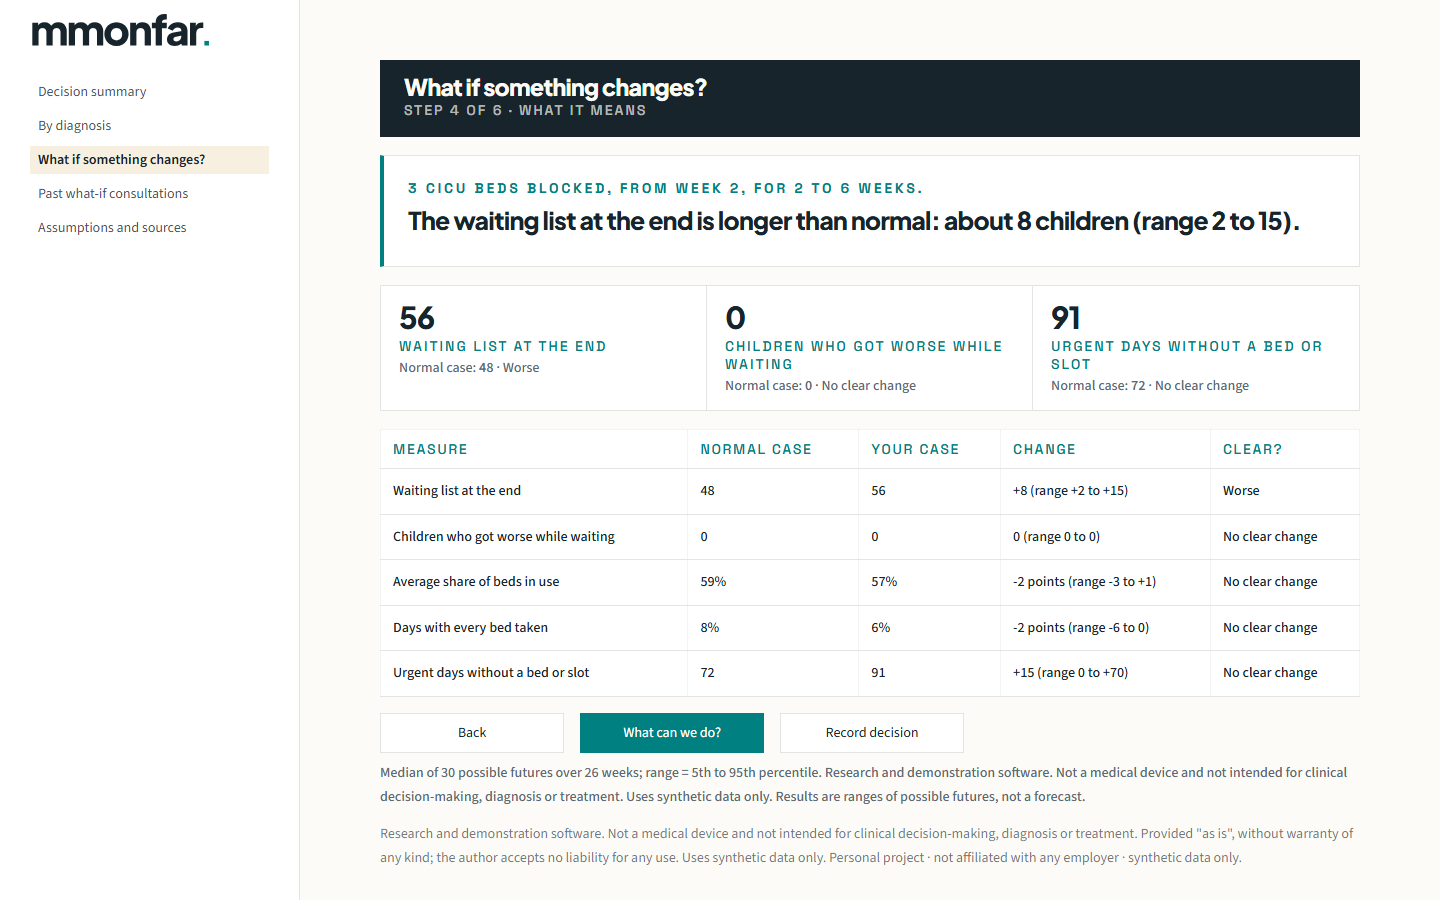 mmonfar.
Decision summary
By diagnosis
What if something changes?
Past what-if consultations
Assumptions and sources
What if something changes?
STEP 4 OF 6 · WHAT IT MEANS
3 CICU BEDS BLOCKED, FROM WEEK 2, FOR 2 TO 6 WEEKS.
The waiting list at the end is longer than normal: about 8 children (range 2 to 15).
56
WAITING LIST AT THE END
Normal case: 48 · Worse
0
CHILDREN WHO GOT WORSE WHILE
WAITING
Normal case: 0 · No clear change
91
URGENT DAYS WITHOUT A BED OR
SLOT
Normal case: 72 · No clear change
MEASURE NORMAL CASE YOUR CASE CHANGE CLEAR?
Waiting list at the end 48 56 +8 (range +2 to +15) Worse
Children who got worse while waiting 0 0 0 (range 0 to 0) No clear change
Average share of beds in use 59% 57% -2 points (range -3 to +1) No clear change
Days with every bed taken 8% 6% -2 points (range -6 to 0) No clear change
Urgent days without a bed or slot 72 91 +15 (range 0 to +70) No clear change
Back What can we do? Record decision
Median of 30 possible futures over 26 weeks; range = 5th to 95th percentile. Research and demonstration software. Not a medical device and not intended for clinical
decision-making, diagnosis or treatment. Uses synthetic data only. Results are ranges of possible futures, not a forecast.
Research and demonstration software. Not a medical device and not intended for clinical decision-making, diagnosis or treatment. Provided "as is", without warranty of
any kind; the author accepts no liability for any use. Uses synthetic data only. Personal project · not affiliated with any employer · synthetic data only.